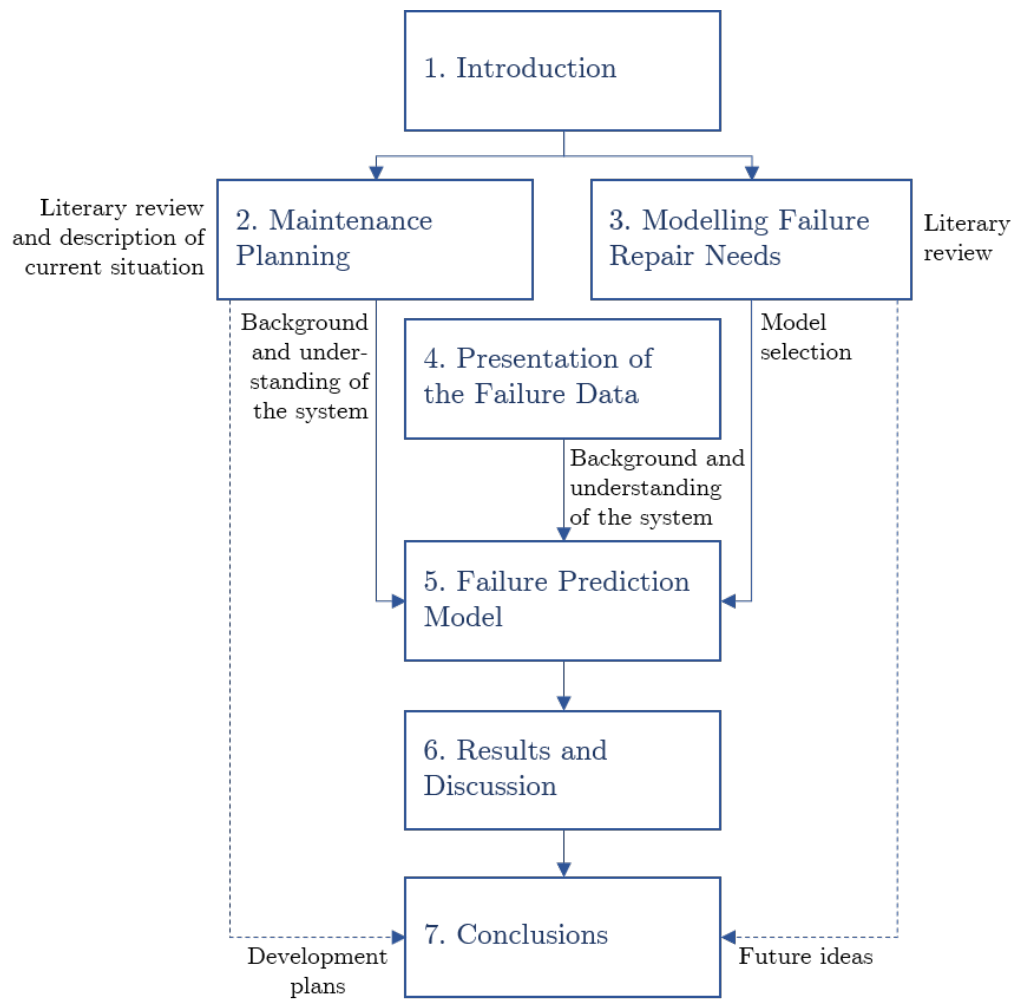 1. Introduction
Literary review
and description of
current situation
2. Maintenance
Planning
3. Modelling Failure
Repair Needs
Literary
review
Background
and under-
standing of
the system
4. Presentation of
the Failure Data
Model
selection
Background and
understanding
of the system
5. Failure Prediction
Model
6. Results and
Discussion
7. Conclusions
Development
plans
Future ideas